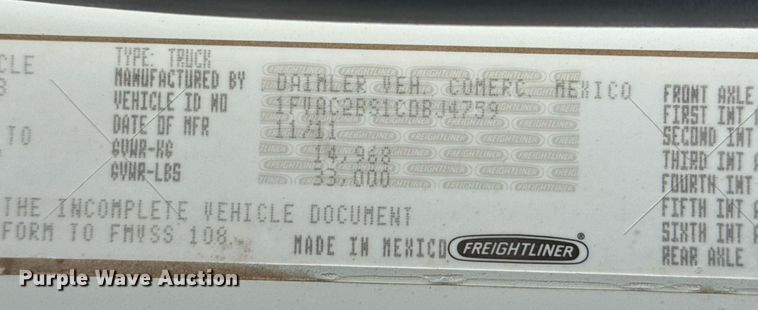 CLE
TO
TYPE: TRUCK
MANUFACTURED BY DAIMLER VEH. COMERC. MEXICO
VEHICLE ID NO 1FVAC2BS1CDBJ4759
DATE OF MFR 11/11
GVWR-KG 14,968
GVWR-LBS 33,000
THE INCOMPLETE VEHICLE DOCUMENT
FORM TO FMVSS 108.
MADE IN MEXICO FREIGHTLINER®
FRONT AXLE
FIRST INT
SECOND INT
THIRD INT
FOURTH INT
FIFTH INT
SIXTH INT
REAR AXLE
Purple Wave Auction